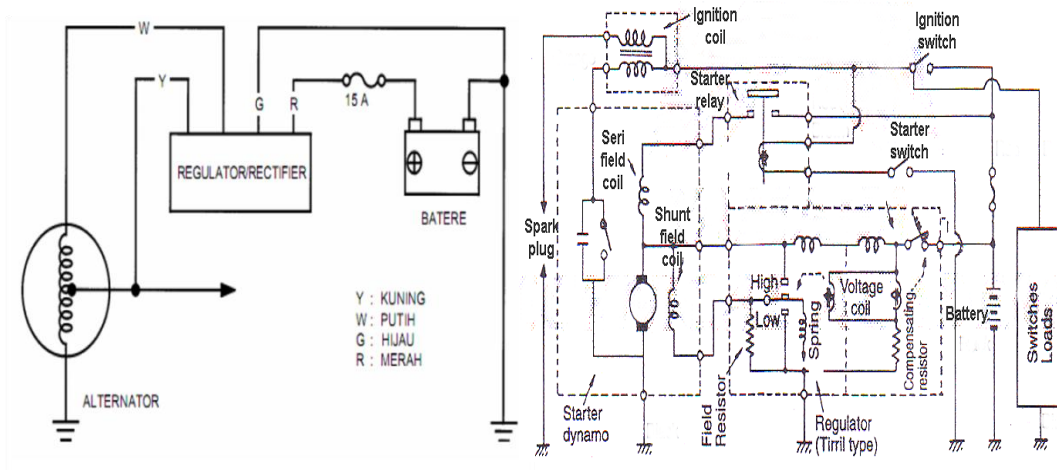 W
Y
G
R
15 A
REGULATOR/RECTIFIER
BATERE
Y : KUNING
W : PUTIH
G : HIJAU
R : MERAH
ALTERNATOR
Ignition
coil
Ignition
switch
Starter
relay
Starter
switch
Seri
field
coil
Shunt
field
coil
Spark
plug
High
Low
Spring
Voltage
coil
Compensating
resistor
Battery
Switches
Loads
Field
Resistor
Starter
dynamo
Regulator
(Tirril type)